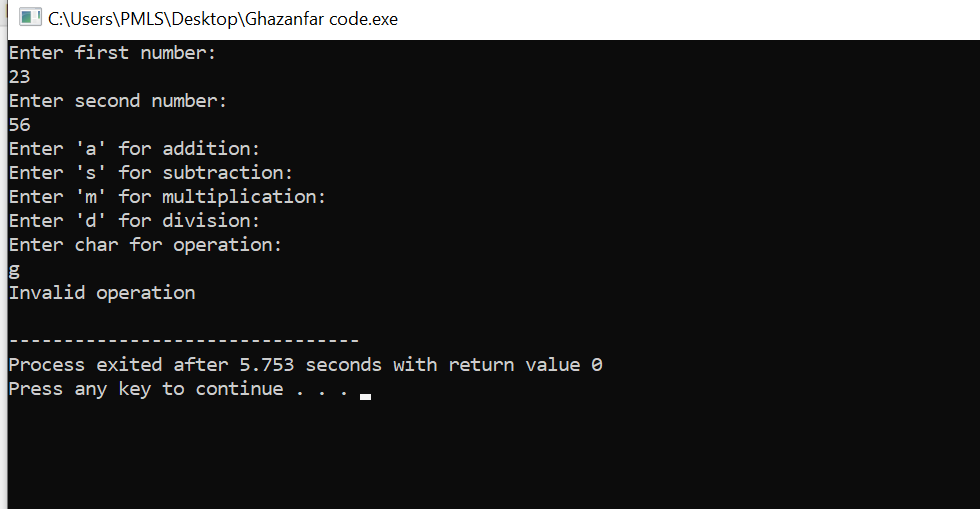 C:\Users\PMLS\Desktop\Ghazanfar code.exe
Enter first number:
23
Enter second number:
56
Enter 'a' for addition:
Enter 's' for subtraction:
Enter 'm' for multiplication:
Enter 'd' for division:
Enter char for operation:
g
Invalid operation
--------------------------------
Process exited after 5.753 seconds with return value 0
Press any key to continue . . .